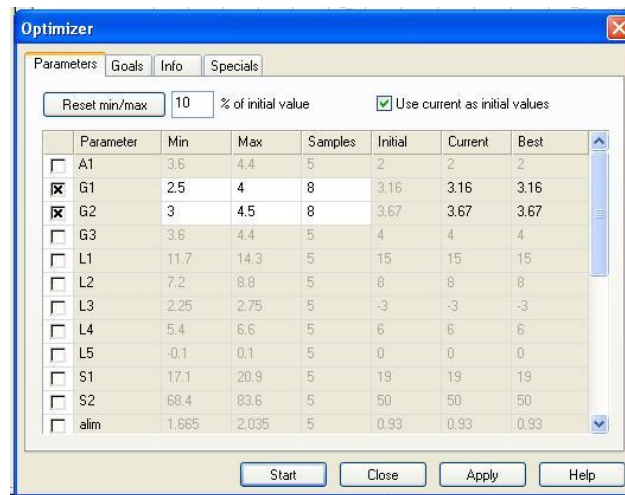 Optimizer
Parameters Goals Info Specials
Reset min/max 10 % of initial value Use current as initial values
Parameter Min Max Samples Initial Current Best
A1 3.6 4.4 5 2 2 2
G1 2.5 4 8 3.16 3.16 3.16
G2 3 4.5 8 3.67 3.67 3.67
G3 3.6 4.4 5 4 4 4
L1 11.7 14.3 5 15 15 15
L2 7.2 8.8 5 8 8 8
L3 2.25 2.75 5 -3 -3 -3
L4 5.4 6.6 5 6 6 6
L5 -0.1 0.1 5 0 0 0
S1 17.1 20.9 5 19 19 19
S2 68.4 83.6 5 50 50 50
alim 1.665 2.035 5 0.93 0.93 0.93
Start Close Apply Help